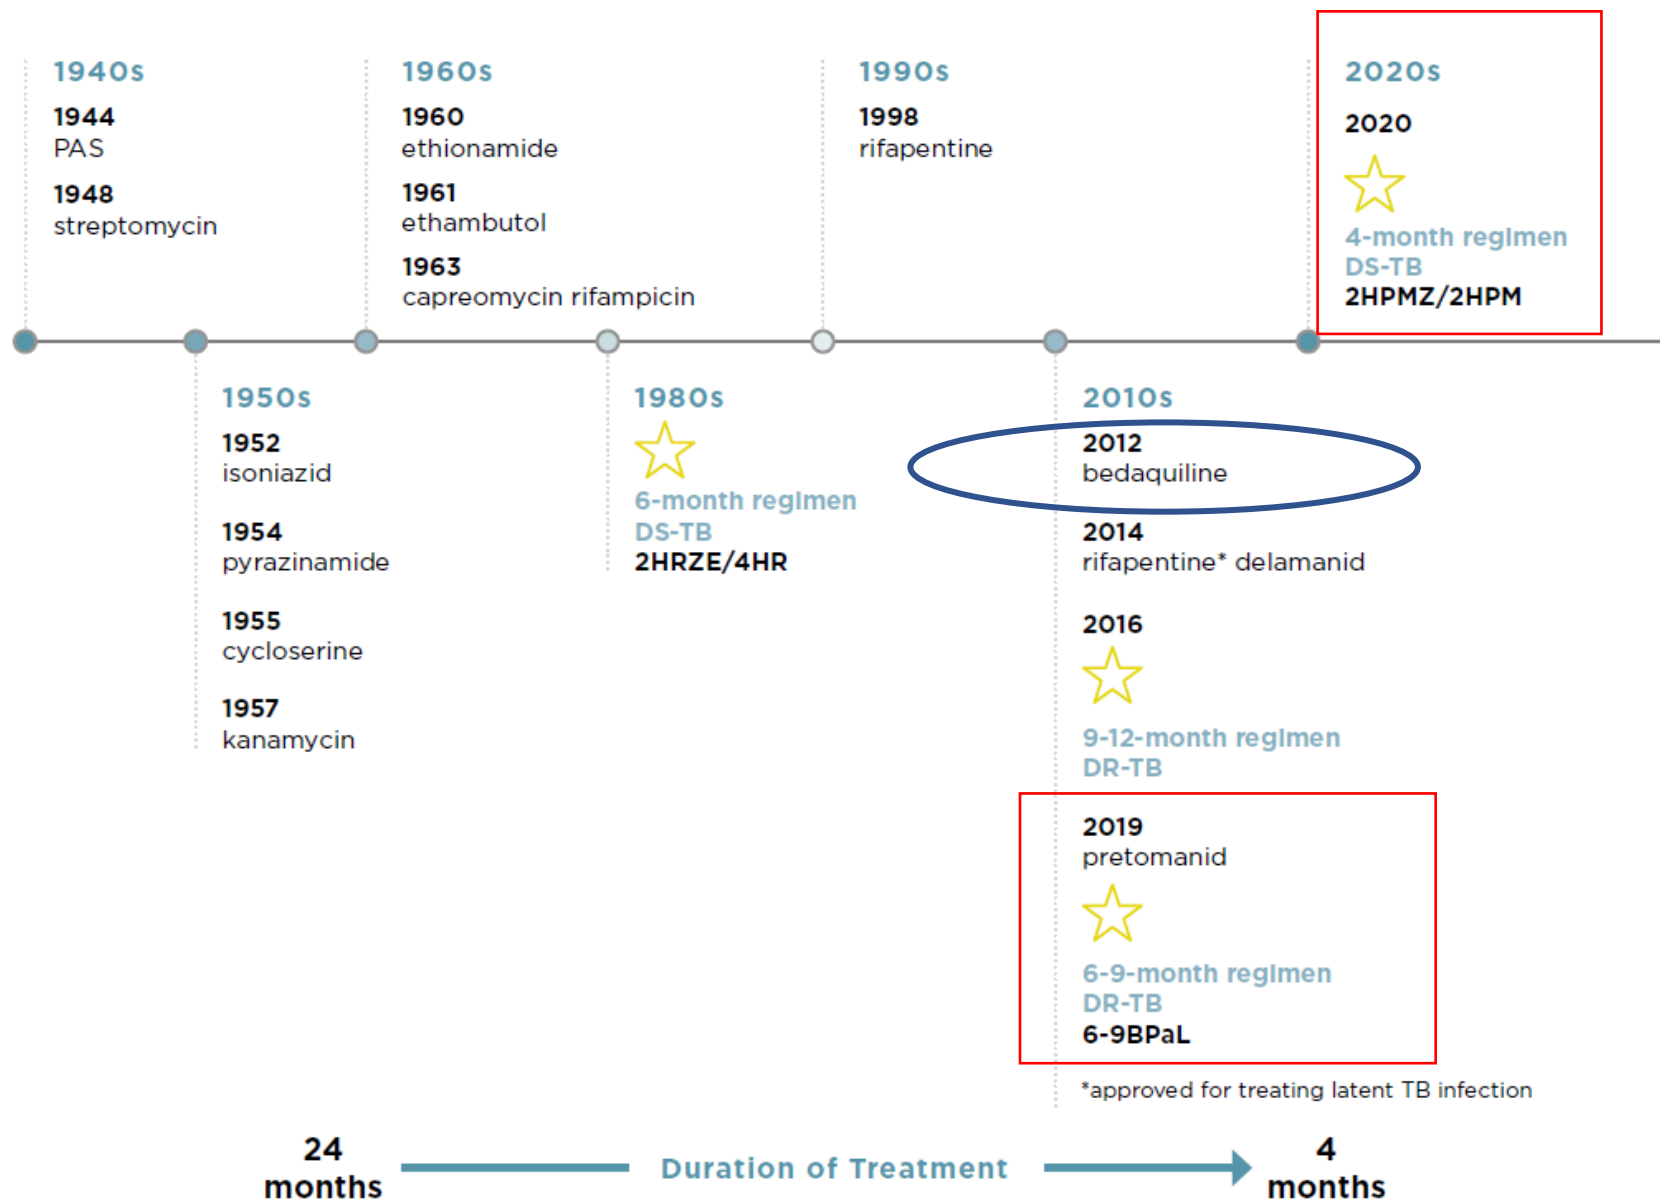 1940s
1944
PAS
1948
streptomycin
1960s
1960
ethionamide
1961
ethambutol
1963
capreomycin rifampicin
1990s
1998
rifapentine
2020s
2020
4-month regimen
DS-TB
2HPMZ/2HPM
1950s
1952
isoniazid
1954
pyrazinamide
1955
cycloserine
1957
kanamycin
1980s
6-month regimen
DS-TB
2HRZE/4HR
2010s
2012
bedaquiline
2014
rifapentine* delamanid
2016
9-12-month regimen
DR-TB
2019
pretomanid
6-9-month regimen
DR-TB
6-9BPaL
*approved for treating latent TB infection
24
months
Duration of Treatment
4
months